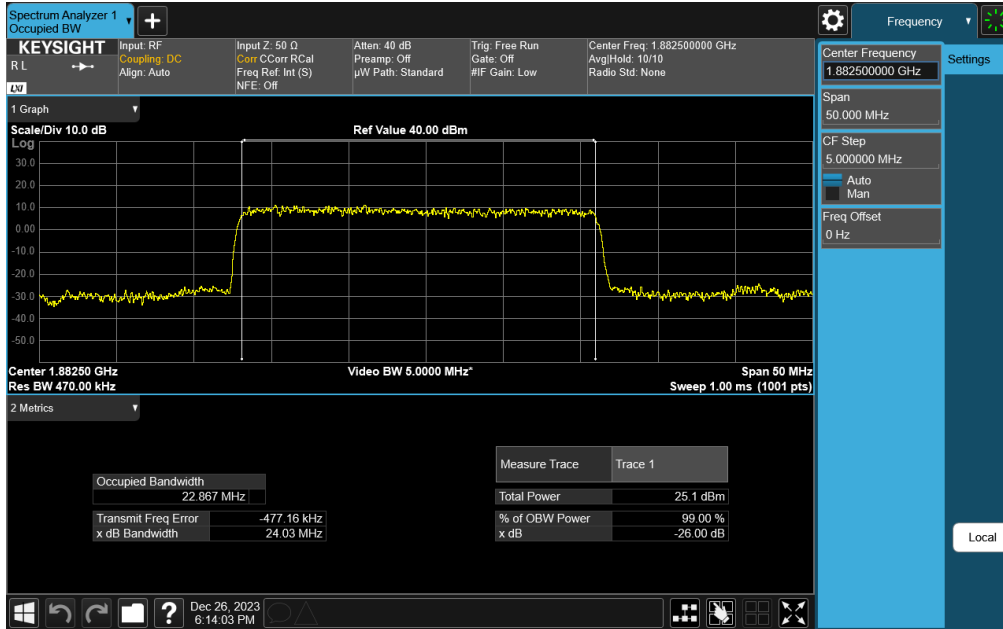 Spectrum Analyzer 1
Occupied BW
Frequency
KEYSIGHT
R L
LXI
Input: RF
Coupling: DC
Align: Auto
Input Z: 50 Ω
Corr CCorr RCal
Freq Ref: Int (S)
NFE: Off
Atten: 40 dB
Preamp: Off
µW Path: Standard
Trig: Free Run
Gate: Off
#IF Gain: Low
Center Freq: 1.882500000 GHz
Avg|Hold: 10/10
Radio Std: None
Center Frequency
1.882500000 GHz
Settings
Span
50.000 MHz
CF Step
5.000000 MHz
Auto
Man
Freq Offset
0 Hz
Local
1 Graph
Scale/Div 10.0 dB
Ref Value 40.00 dBm
Log
30.0
20.0
10.0
0.00
-10.0
-20.0
-30.0
-40.0
-50.0
Center 1.88250 GHz
Video BW 5.0000 MHz*
Span 50 MHz
Res BW 470.00 kHz
Sweep 1.00 ms (1001 pts)
2 Metrics
Measure Trace
Trace 1
Occupied Bandwidth
22.867 MHz
Total Power
25.1 dBm
Transmit Freq Error
-477.16 kHz
% of OBW Power
99.00 %
x dB Bandwidth
24.03 MHz
x dB
-26.00 dB
?
Dec 26, 2023
6:14:03 PM